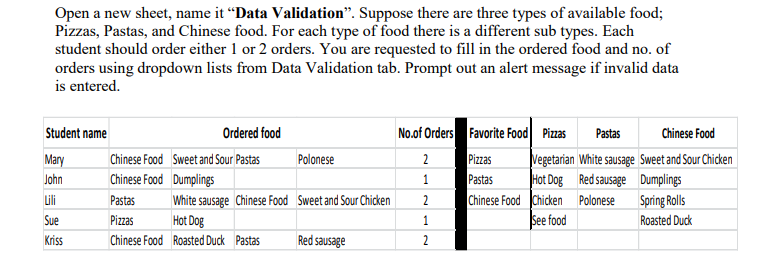 Open a new sheet, name it “Data Validation”. Suppose there are three types of available food;
Pizzas, Pastas, and Chinese food. For each type of food there is a different sub types. Each
student should order either 1 or 2 orders. You are requested to fill in the ordered food and no. of
orders using dropdown lists from Data Validation tab. Prompt out an alert message if invalid data
is entered.
Student name Ordered food No.of Orders Favorite Food Pizzas Pastas Chinese Food
Mary Chinese Food Sweet and Sour Pastas Polonese 2 Pizzas Vegetarian White sausage Sweet and Sour Chicken
John Chinese Food Dumplings 1 Pastas Hot Dog Red sausage Dumplings
Lili Pastas White sausage Chinese Food Sweet and Sour Chicken 2 Chinese Food Chicken Polonese Spring Rolls
Sue Pizzas Hot Dog 1 See food Roasted Duck
Kriss Chinese Food Roasted Duck Pastas Red sausage 2